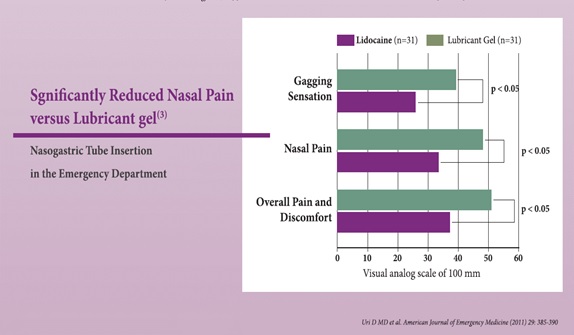 Sgnificantly Reduced Nasal Pain
versus Lubricant gel(3)
Nasogastric Tube Insertion
in the Emergency Department
Lidocaine (n=31) Lubricant Gel (n=31)
Gagging
Sensation
p < 0.05
Nasal Pain
p < 0.05
Overall Pain and
Discomfort
p < 0.05
0 10 20 30 40 50 60
Visual analog scale of 100 mm
Uri D MD et al. American Journal of Emergency Medicine (2011) 29: 385-390